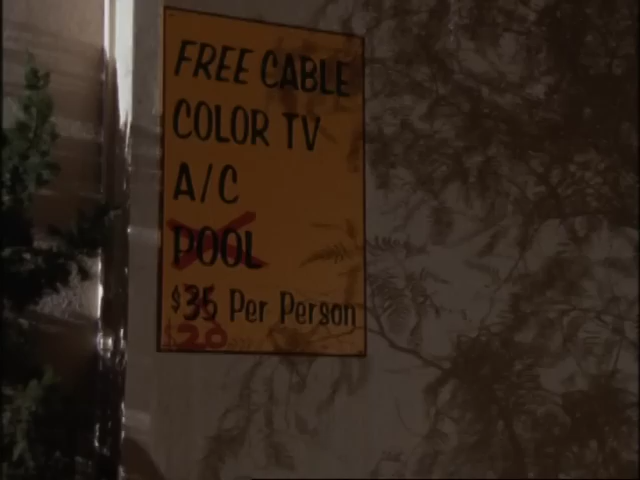 FREE CABLE
COLOR TV
A/C
POOL
$35 Per Person
$20